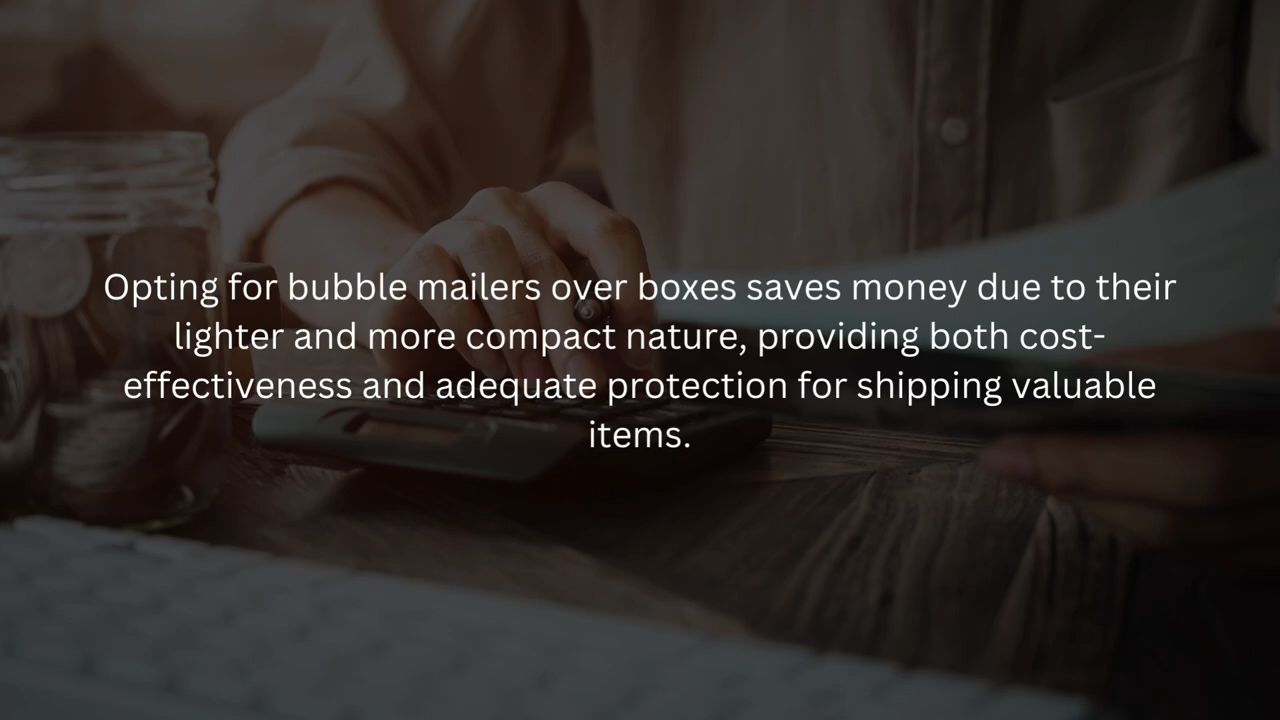 Opting for bubble mailers over boxes saves money due to their
lighter and more compact nature, providing both cost-
effectiveness and adequate protection for shipping valuable
items.